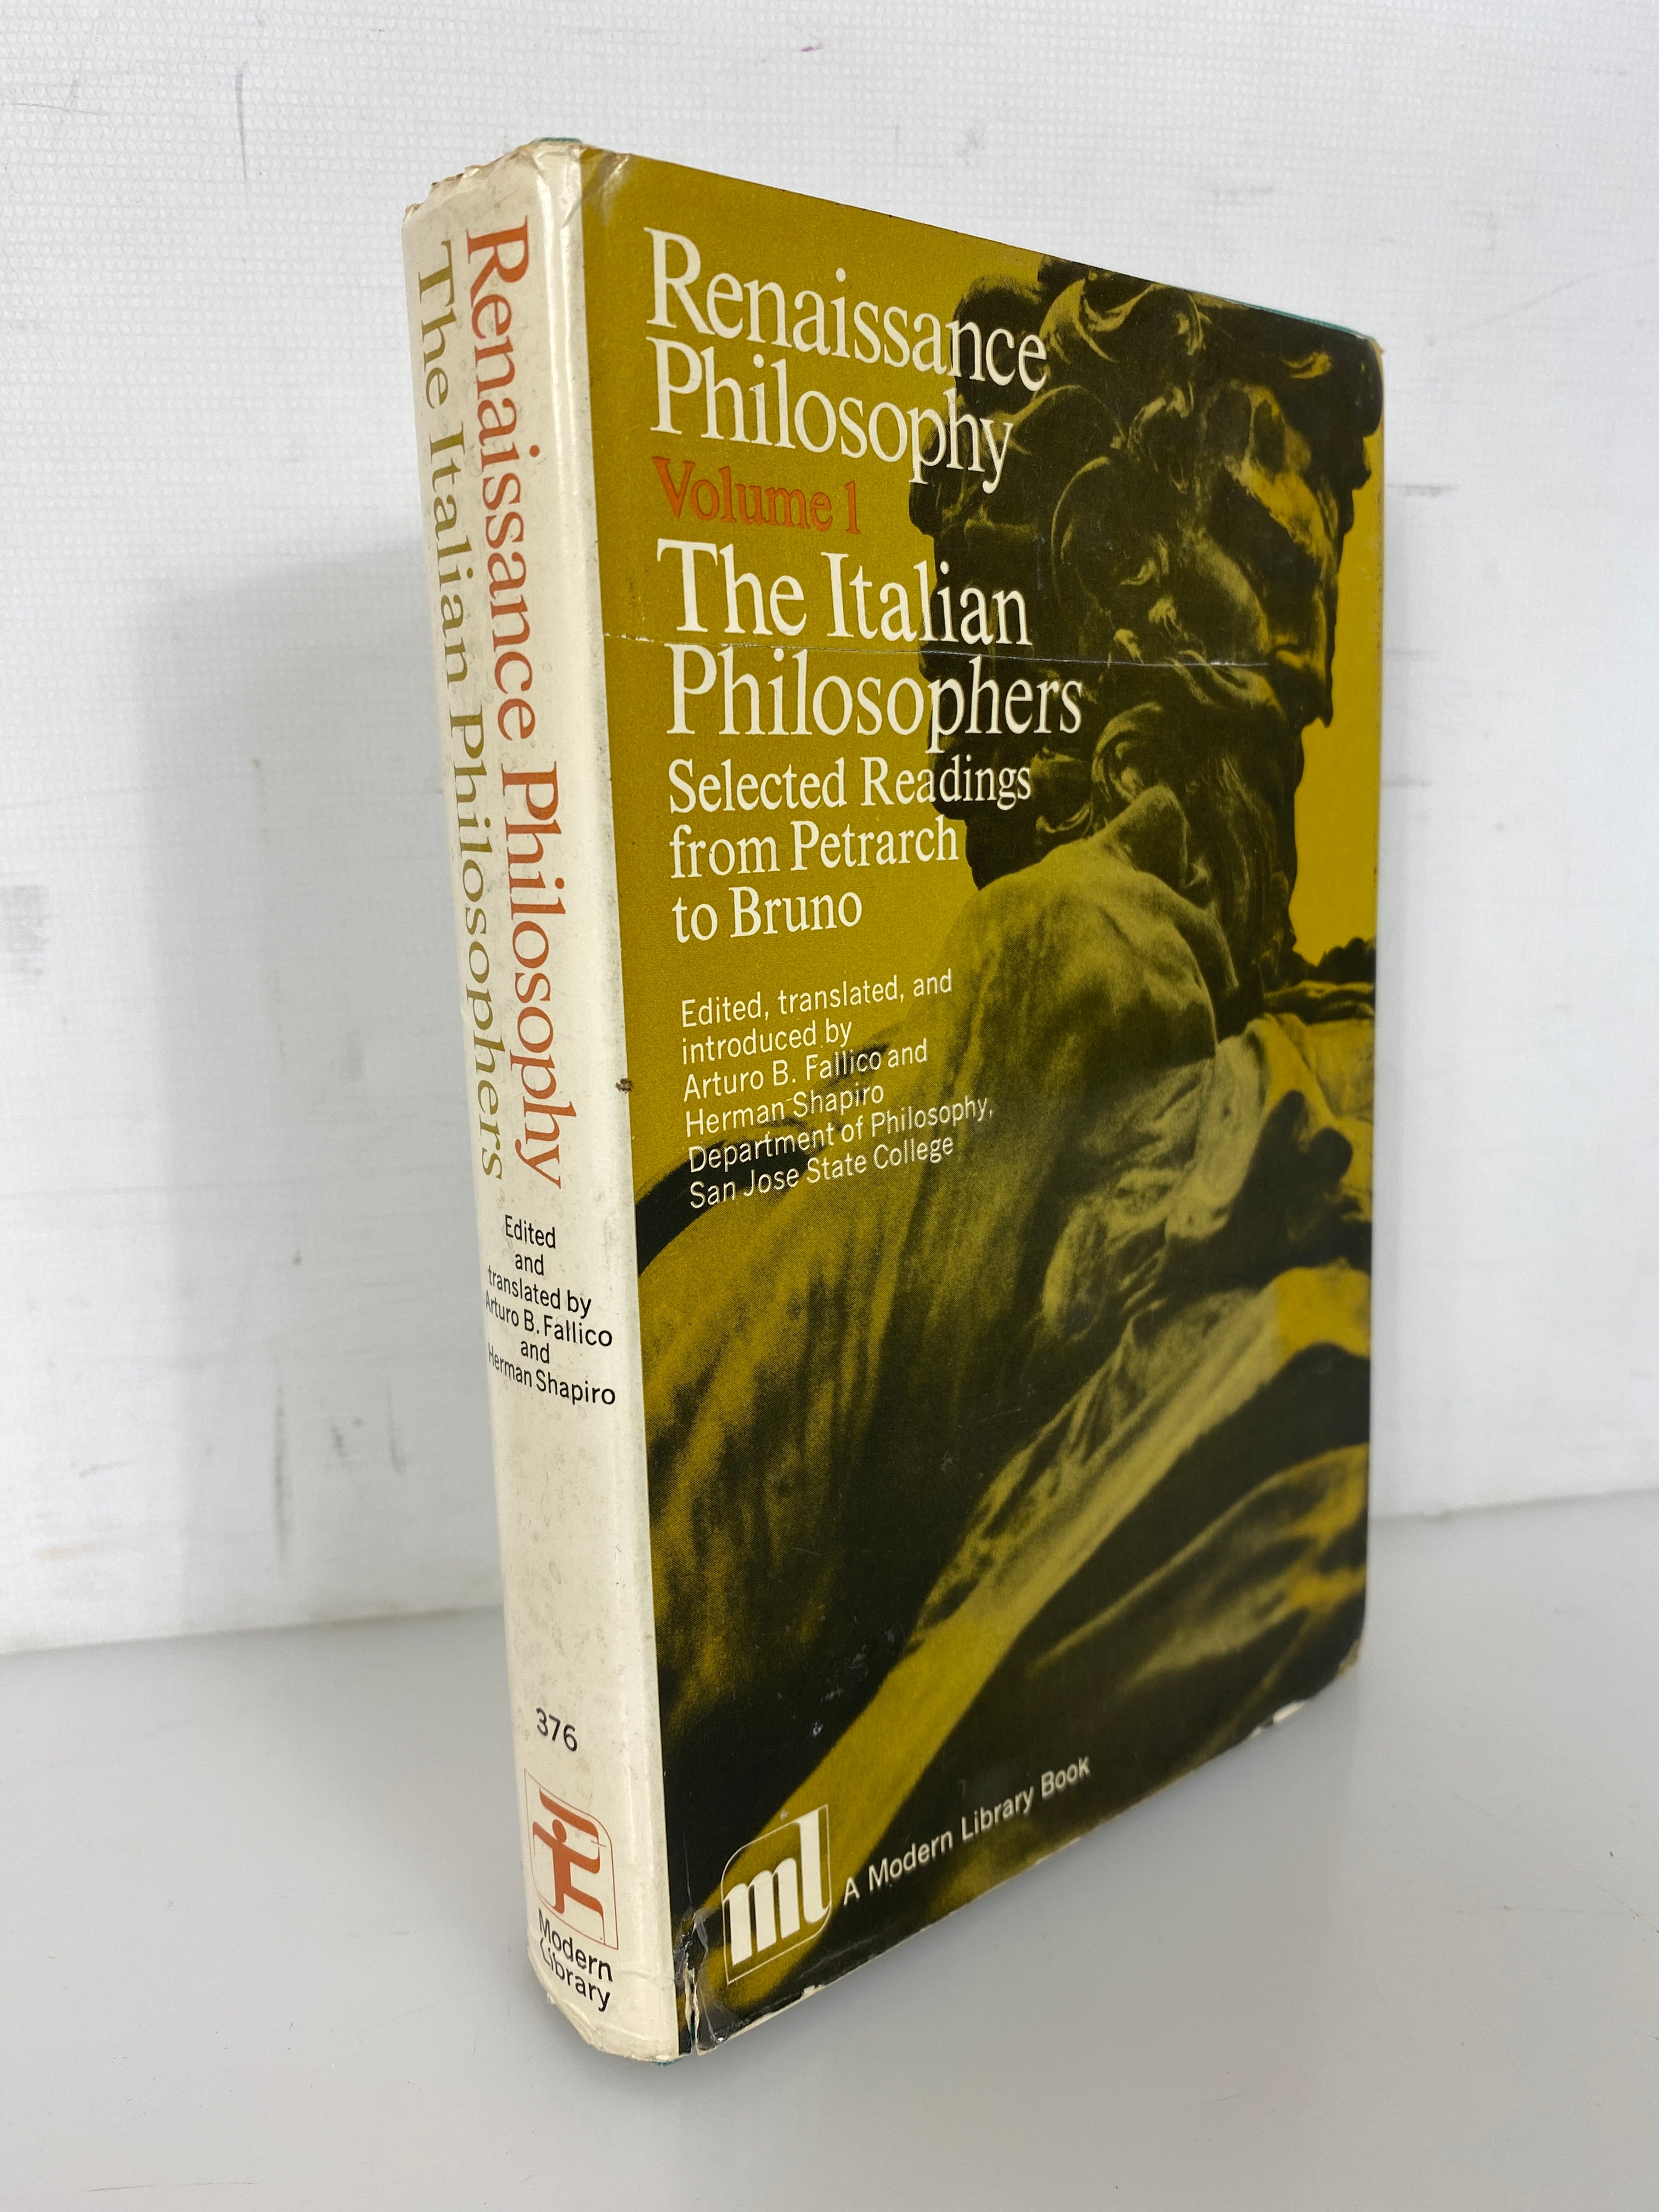 Renaissance Philosophy
The Italian Philosophers
Edited
and
translated by
Arturo B. Fallico
and
Herman Shapiro
376
Modern
Library
Renaissance
Philosophy
Volume 1
The Italian
Philosophers
Selected Readings
from Petrarch
to Bruno
Edited, translated, and
introduced by
Arturo B. Fallico and
Herman Shapiro
Department of Philosophy,
San Jose State College
ml
A Modern Library Book